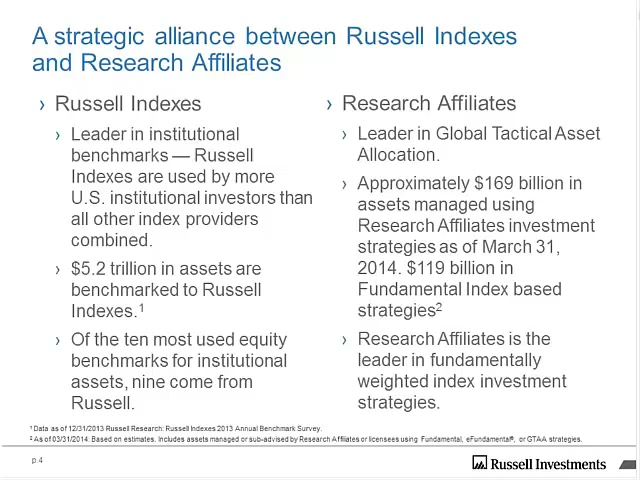 A strategic alliance between Russell Indexes
and Research Affiliates
› Russell Indexes
› Leader in institutional
benchmarks — Russell
Indexes are used by more
U.S. institutional investors than
all other index providers
combined.
› $5.2 trillion in assets are
benchmarked to Russell
Indexes.¹
› Of the ten most used equity
benchmarks for institutional
assets, nine come from
Russell.
› Research Affiliates
› Leader in Global Tactical Asset
Allocation.
› Approximately $169 billion in
assets managed using
Research Affiliates investment
strategies as of March 31,
2014. $119 billion in
Fundamental Index based
strategies²
› Research Affiliates is the
leader in fundamentally
weighted index investment
strategies.
¹ Data as of 12/31/2013 Russell Research: Russell Indexes 2013 Annual Benchmark Survey.
² As of 03/31/2014. Based on estimates. Includes assets managed or sub-advised by Research Affiliates or licensees using Fundamental, eFundamental®, or GTAA strategies.
p.4
Russell Investments